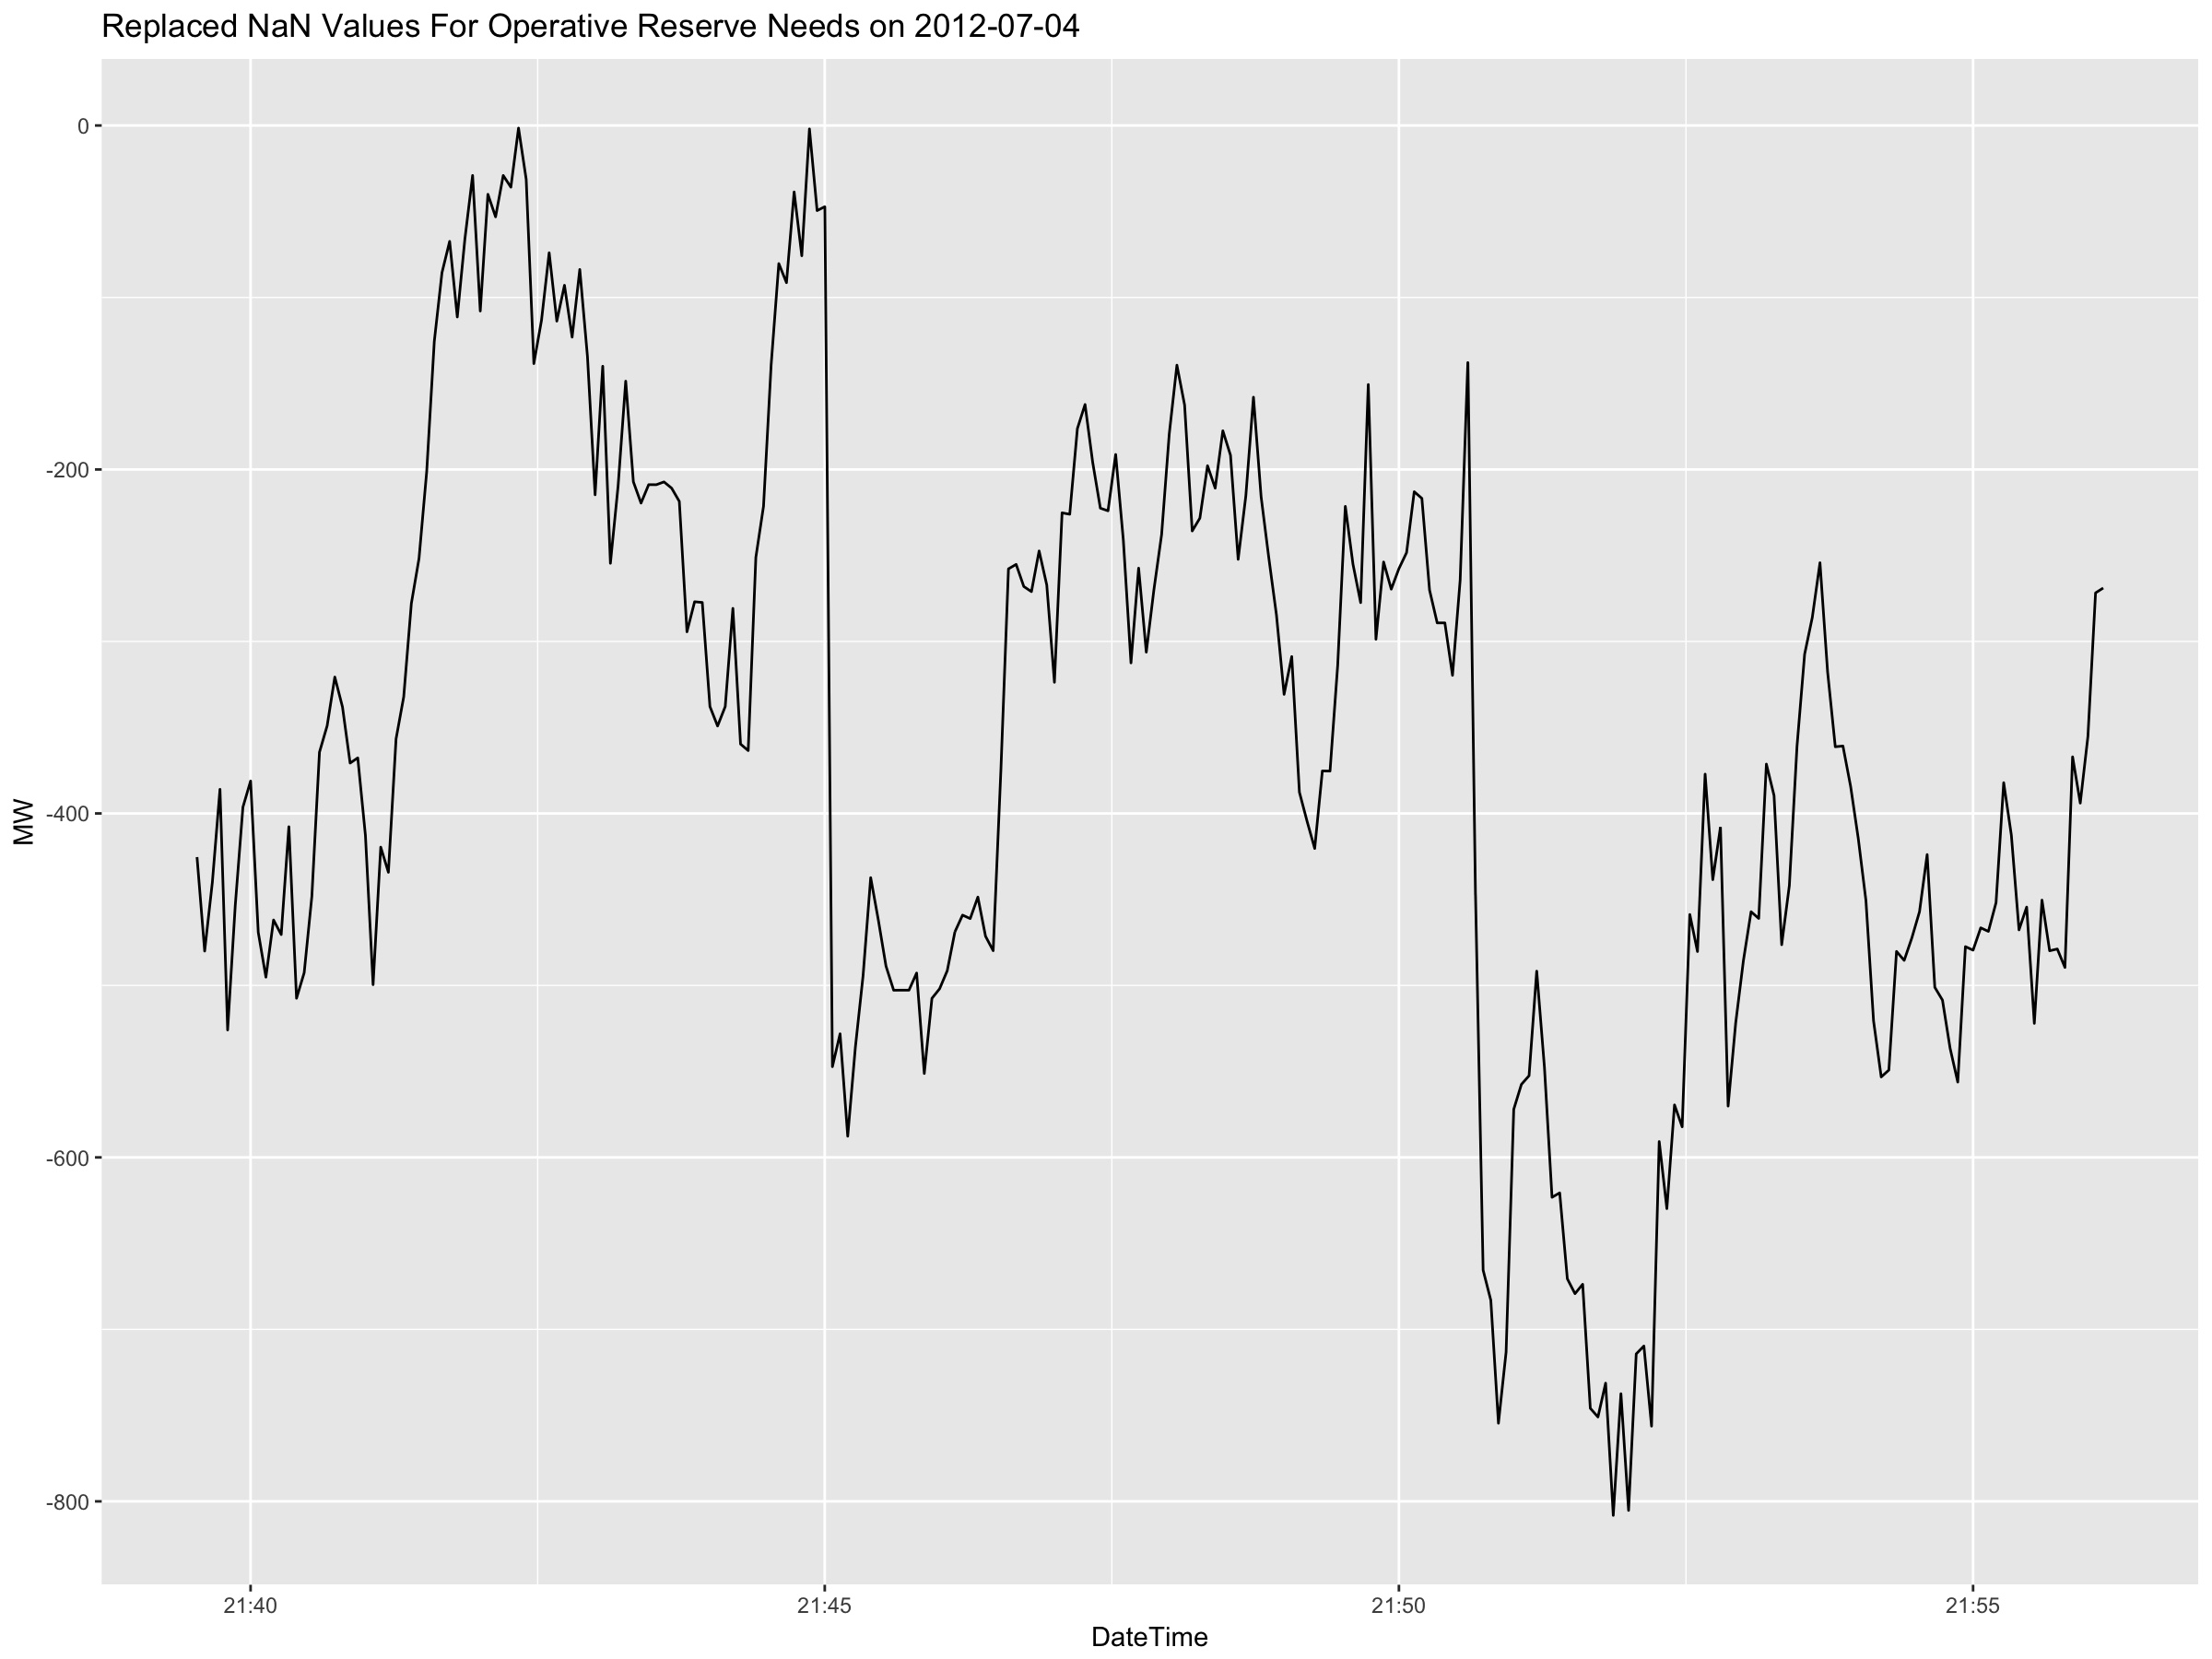 Replaced NaN Values For Operative Reserve Needs on 2012-07-04
0
-200
-400
-600
-800
MW
21:40 21:45 21:50 21:55
DateTime